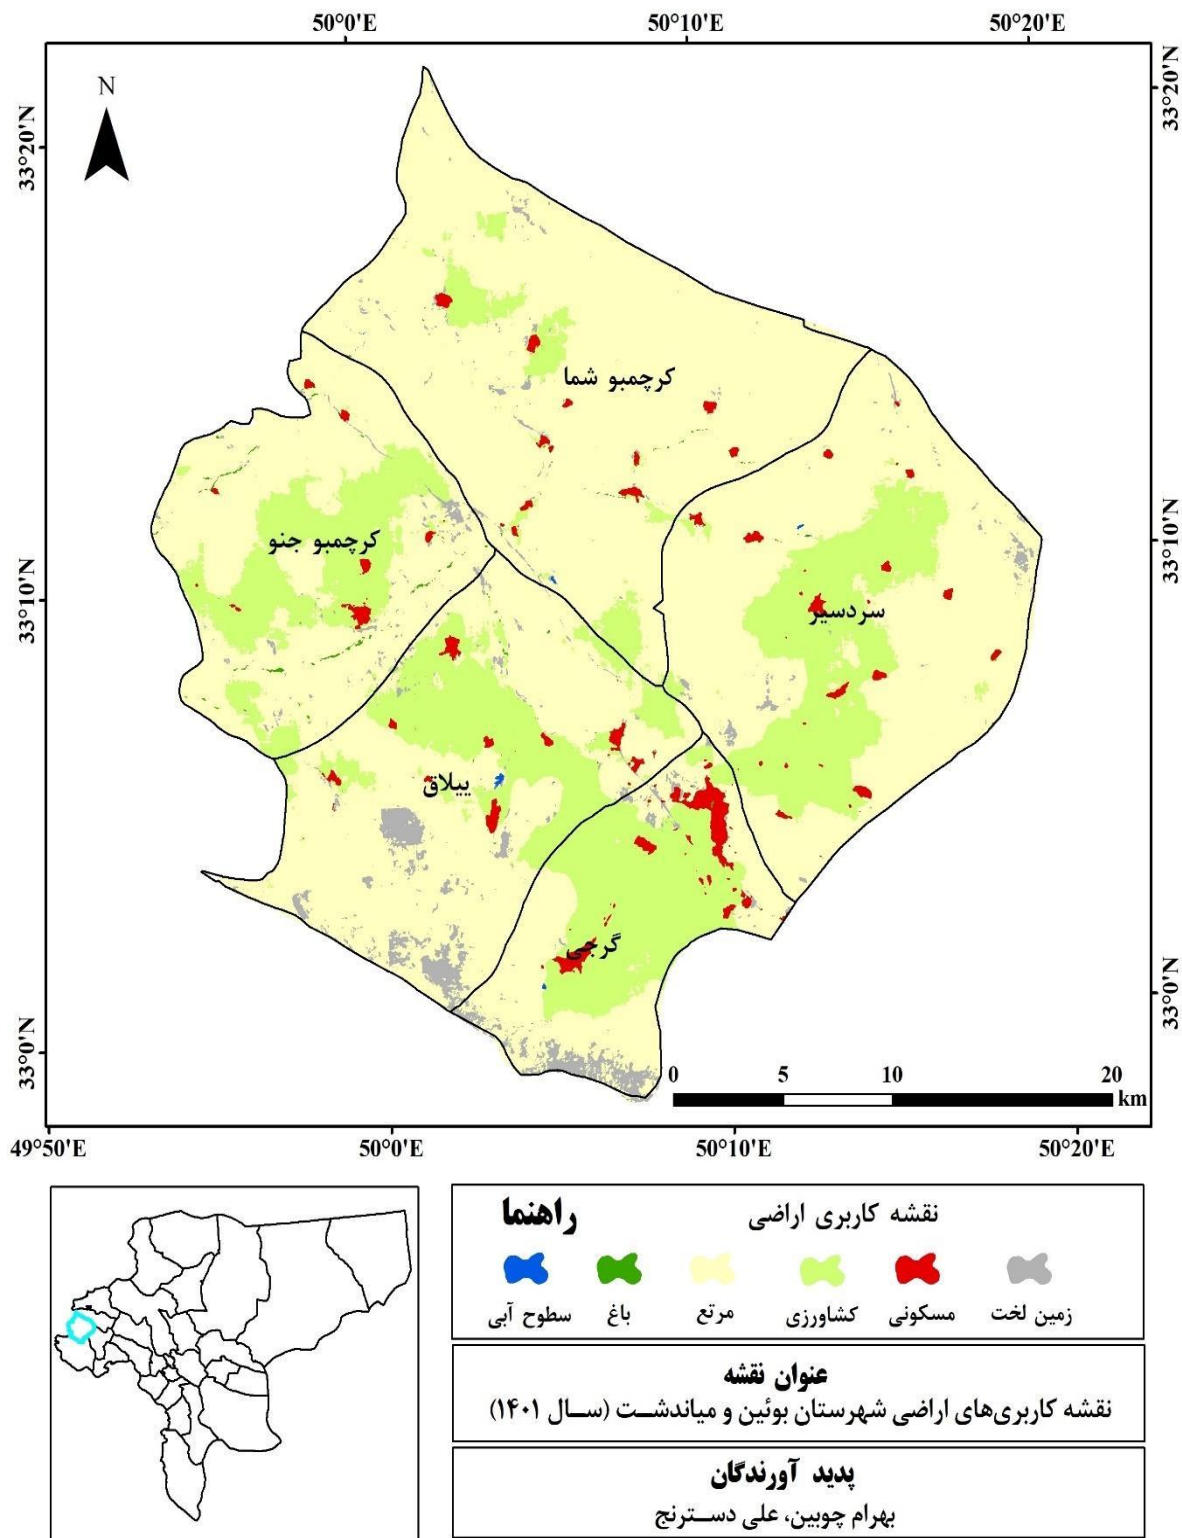 50°0'E 50°10'E 50°20'E
N
33°20'N
33°20'N
کرچمبو شما
کرچمبو جنو
33°10'N
33°10'N
سردسیر
ییلاق
گرجی
33°0'N
33°0'N
0 5 10 20
km
49°50'E 50°0'E 50°10'E 50°20'E
راهنما
نقشه کاربری اراضی
سطوح آبی باغ مرتع کشاورزی مسکونی زمین لخت
عنوان نقشه
نقشه کاربری‌های اراضی شهرستان بوئین و میاندشت (سال ۱۴۰۱)
پدید آورندگان
بهرام چوبین، علی دسترنج